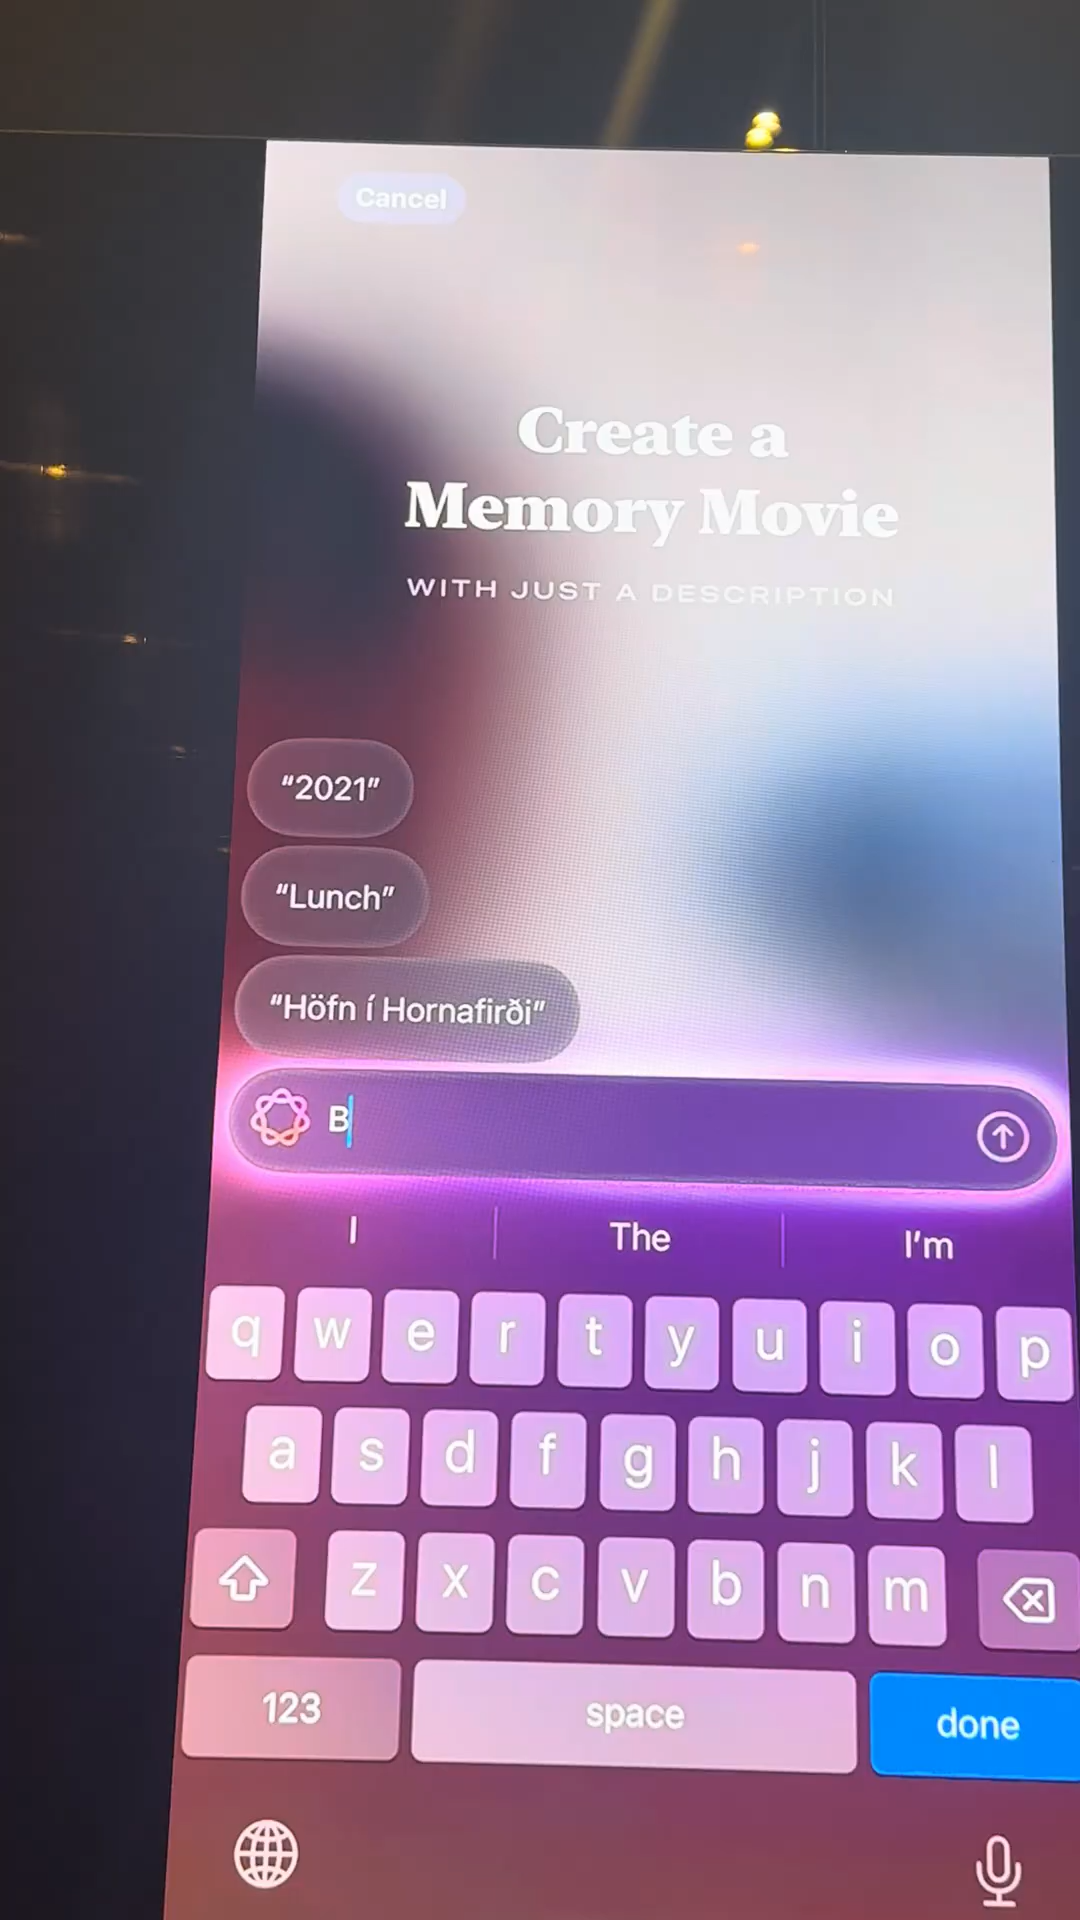 Cancel
Create a
Memory Movie
WITH JUST A DESCRIPTION
“2021”
“Lunch”
“Höfn í Hornafirði”
B
I The I’m
q w e r t y u i o p
a s d f g h j k l
z x c v b n m
123 space done